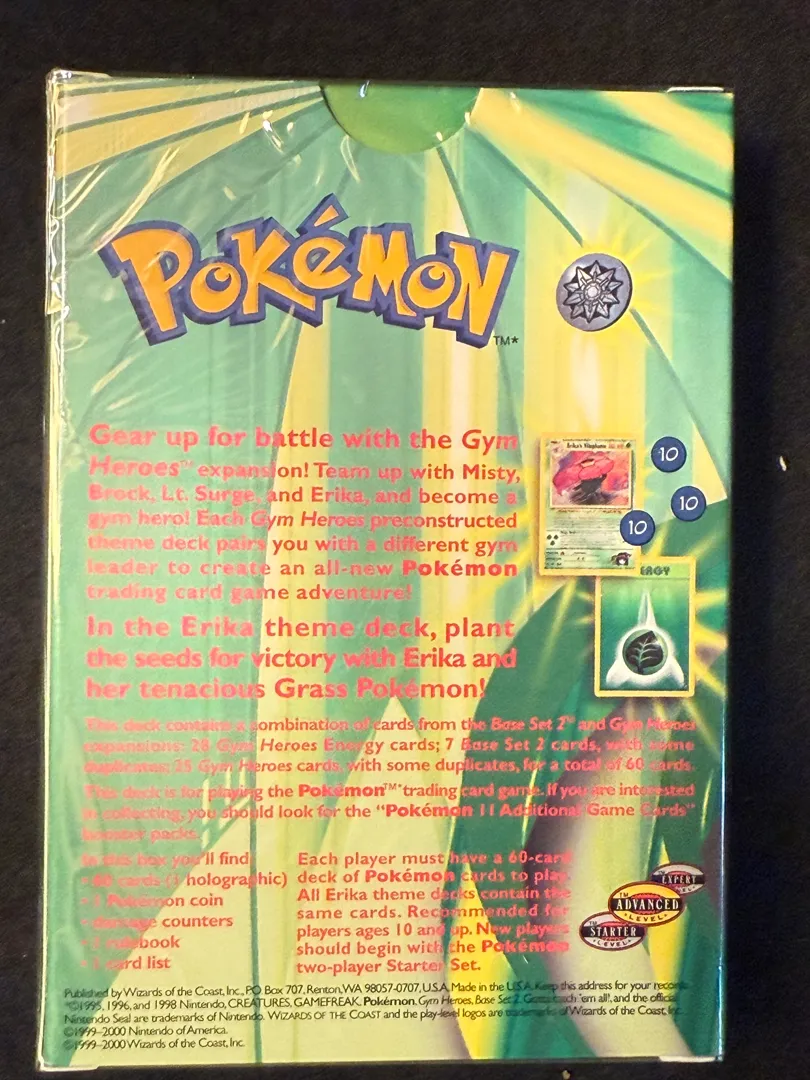 POKéMON
TM*
Gear up for battle with the Gym
Heroes™ expansion! Team up with Misty,
Brock, Lt. Surge, and Erika, and become a
gym hero! Each Gym Heroes preconstructed
theme deck pairs you with a different gym
leader to create an all-new Pokémon
trading card game adventure!
Erika's Vileplume
10
10
10
ERGY
In the Erika theme deck, plant
the seeds for victory with Erika and
her tenacious Grass Pokémon!
This deck contains a combination of cards from the Base Set 2™ and Gym Heroes
expansions: 28 Gym Heroes Energy cards; 7 Base Set 2 cards, with some
duplicates; 25 Gym Heroes cards, with some duplicates, for a total of 60 cards.
This deck is for playing the Pokémon™* trading card game. If you are interested
in collecting, you should look for the "Pokémon 11 Additional Game Cards"
booster packs.
In this box you'll find
• 60 cards (1 holographic)
• 1 Pokémon coin
• damage counters
• 1 rulebook
• 1 card list
Each player must have a 60-card
deck of Pokémon cards to play.
All Erika theme decks contain the
same cards. Recommended for
players ages 10 and up. New players
should begin with the Pokémon
two-player Starter Set.
TM
EXPERT
LEVEL
TM
ADVANCED
• LEVEL •
TM
STARTER
• LEVEL •
Published by Wizards of the Coast, Inc., PO Box 707, Renton, WA 98057-0707, U.S.A. Made in the U.S.A. Keep this address for your records.
*©1995, 1996, and 1998 Nintendo, CREATURES, GAMEFREAK. Pokémon, Gym Heroes, Base Set 2, Gotta catch 'em all!, and the official
Nintendo Seal are trademarks of Nintendo. WIZARDS OF THE COAST and the play-level logos are trademarks of Wizards of the Coast, Inc.
©1999–2000 Nintendo of America.
©1999–2000 Wizards of the Coast, Inc.